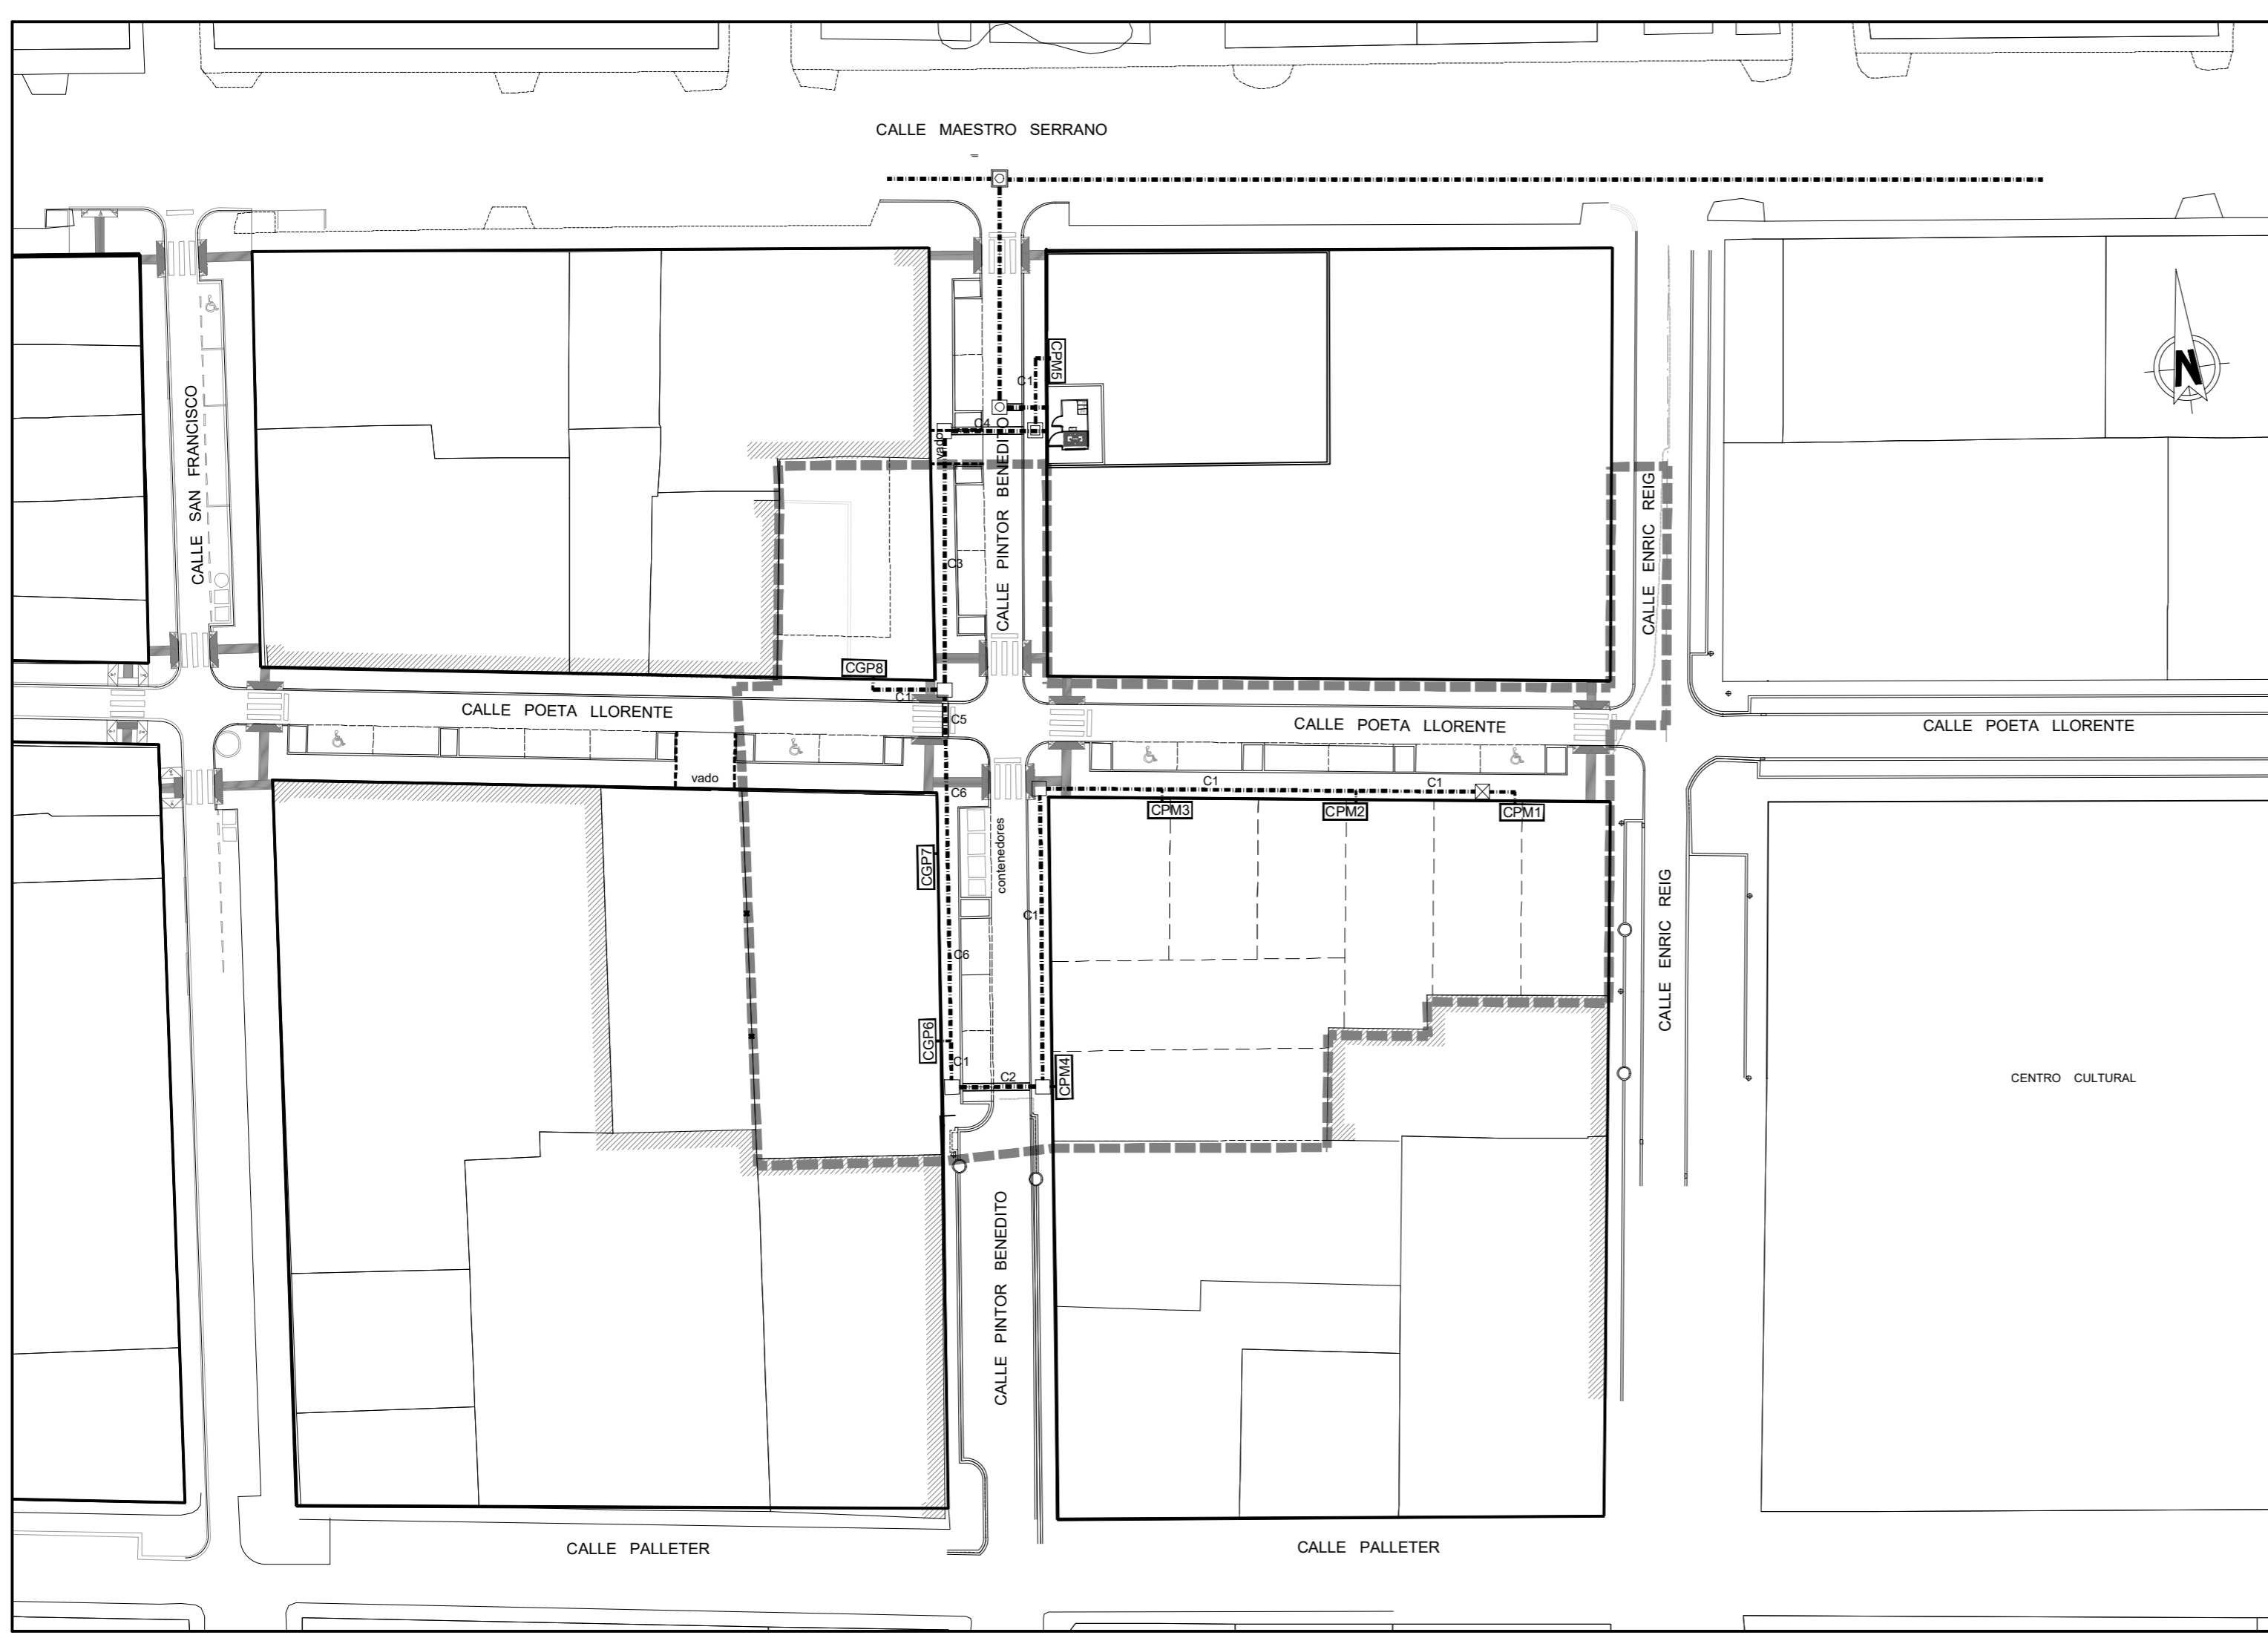 CALLE MAESTRO SERRANO
N
CPM5
C1
C4
vado
CALLE SAN FRANCISCO
CALLE PINTOR BENEDITO
CALLE ENRIC REIG
C3
CGP8
C1
C5
CALLE POETA LLORENTE
CALLE POETA LLORENTE
CALLE POETA LLORENTE
vado
C6
C1
C1
CPM3
CPM2
CPM1
contenedores
CGP7
C1
C6
CALLE ENRIC REIG
CGP6
C1
C2
CPM4
CENTRO CULTURAL
CALLE PINTOR BENEDITO
CALLE PALLETER
CALLE PALLETER